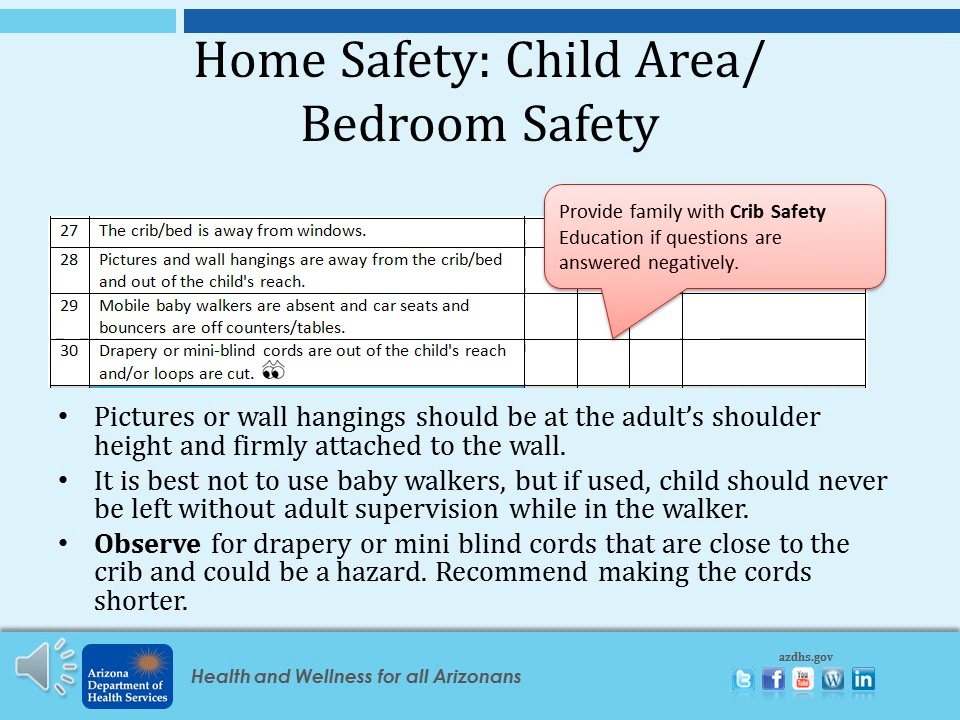 Home Safety: Child Area/
Bedroom Safety
Provide family with Crib Safety
Education if questions are
answered negatively.
27 The crib/bed is away from windows.
28 Pictures and wall hangings are away from the crib/bed
and out of the child's reach.
29 Mobile baby walkers are absent and car seats and
bouncers are off counters/tables.
30 Drapery or mini-blind cords are out of the child's reach
and/or loops are cut.
• Pictures or wall hangings should be at the adult’s shoulder
height and firmly attached to the wall.
• It is best not to use baby walkers, but if used, child should never
be left without adult supervision while in the walker.
• Observe for drapery or mini blind cords that are close to the
crib and could be a hazard. Recommend making the cords
shorter.
Arizona
Department of
Health Services
Health and Wellness for all Arizonans
azdhs.gov
You
Tube